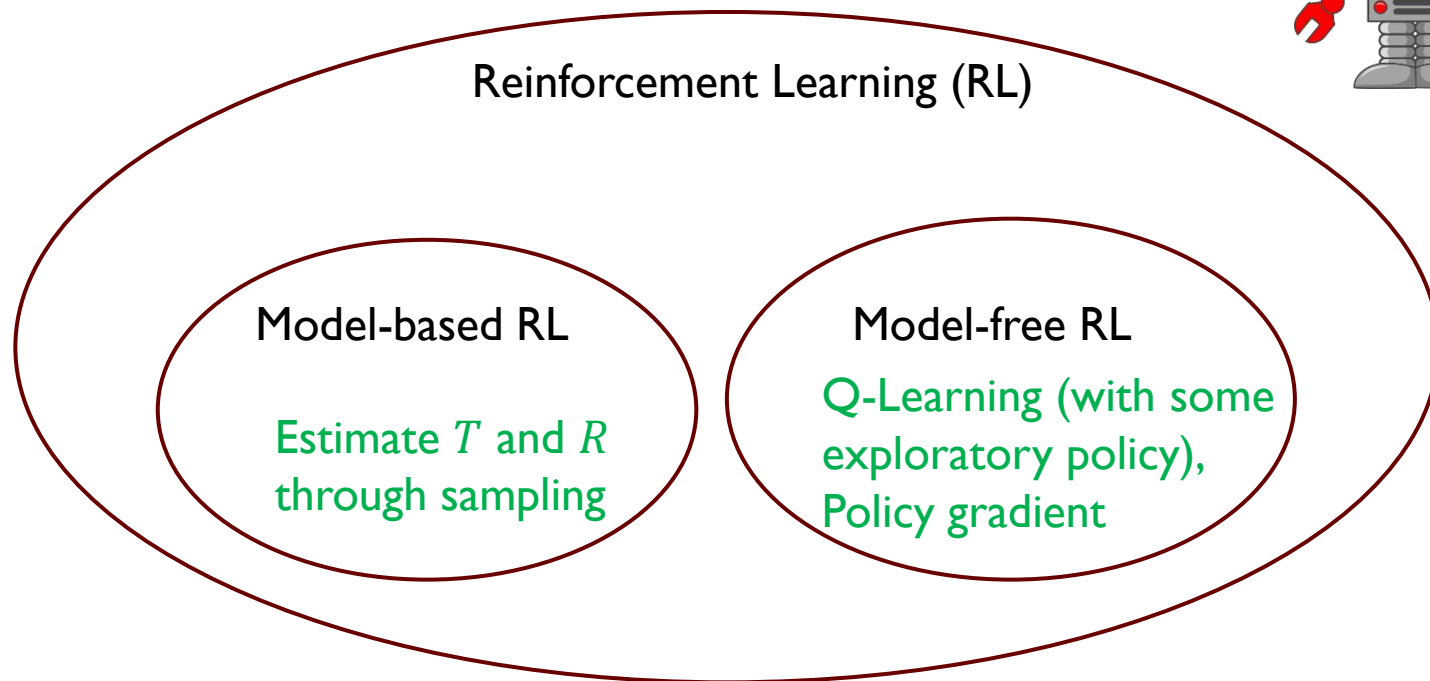 Reinforcement Learning (RL)
Model-based RL
Estimate T and R
through sampling
Model-free RL
Q-Learning (with some
exploratory policy),
Policy gradient